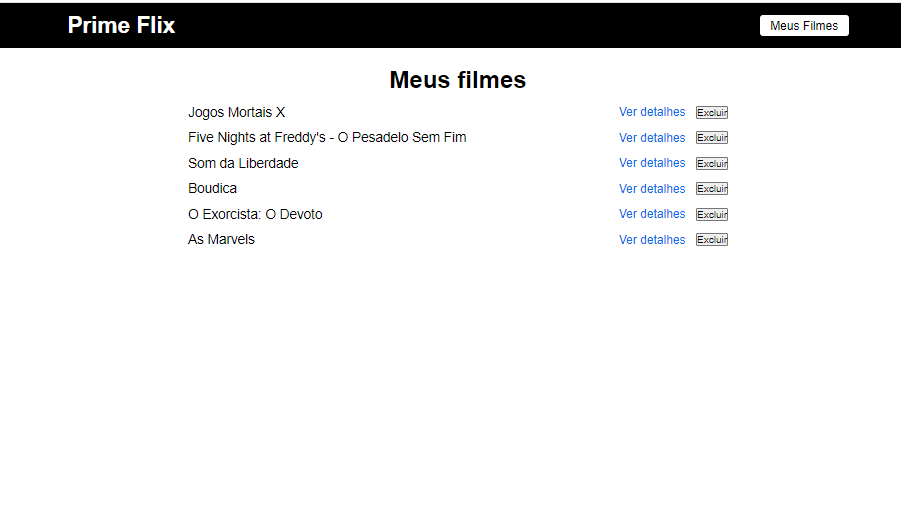 Prime Flix Meus Filmes
Meus filmes
Jogos Mortais X Ver detalhes Excluir
Five Nights at Freddy's - O Pesadelo Sem Fim Ver detalhes Excluir
Som da Liberdade Ver detalhes Excluir
Boudica Ver detalhes Excluir
O Exorcista: O Devoto Ver detalhes Excluir
As Marvels Ver detalhes Excluir